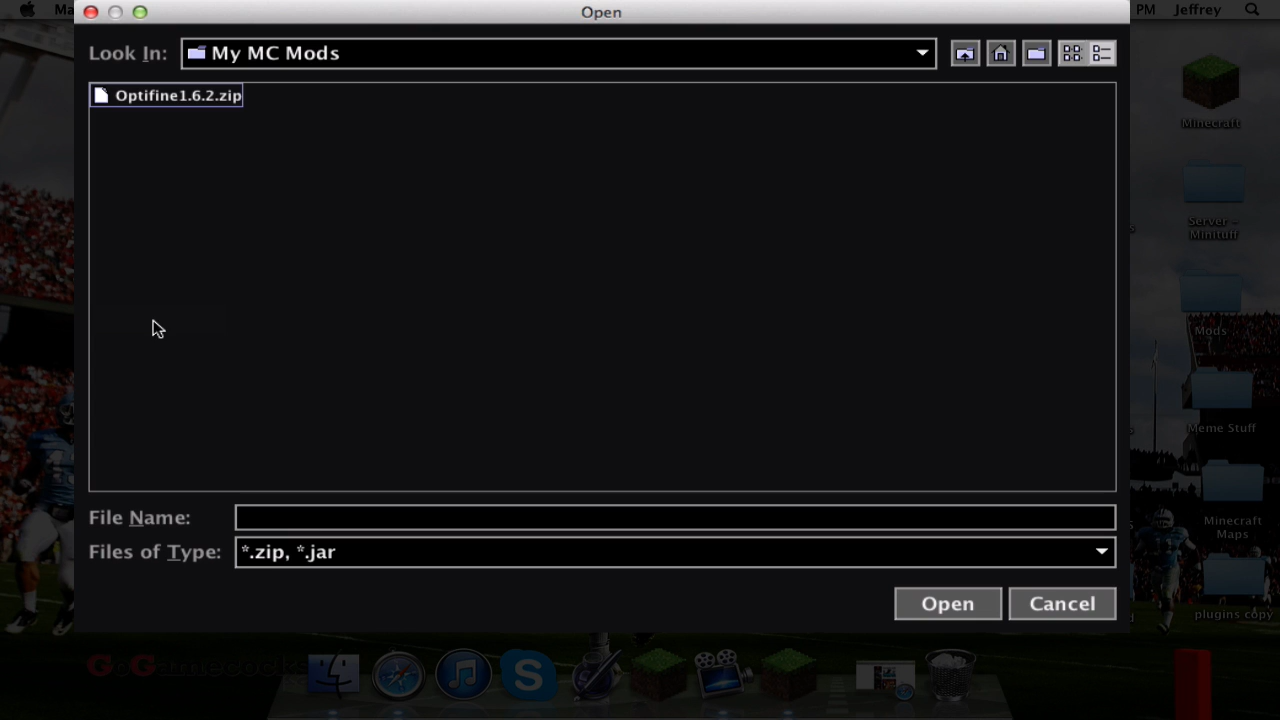 Open
PM Jeffrey
Look In: My MC Mods
Optifine1.6.2.zip
File Name:
Files of Type: *.zip, *.jar
Open Cancel
Minecraft
Server -
Minituff
Mods
Meme Stuff
Minecraft
Maps
plugins copy
GoGamecocks